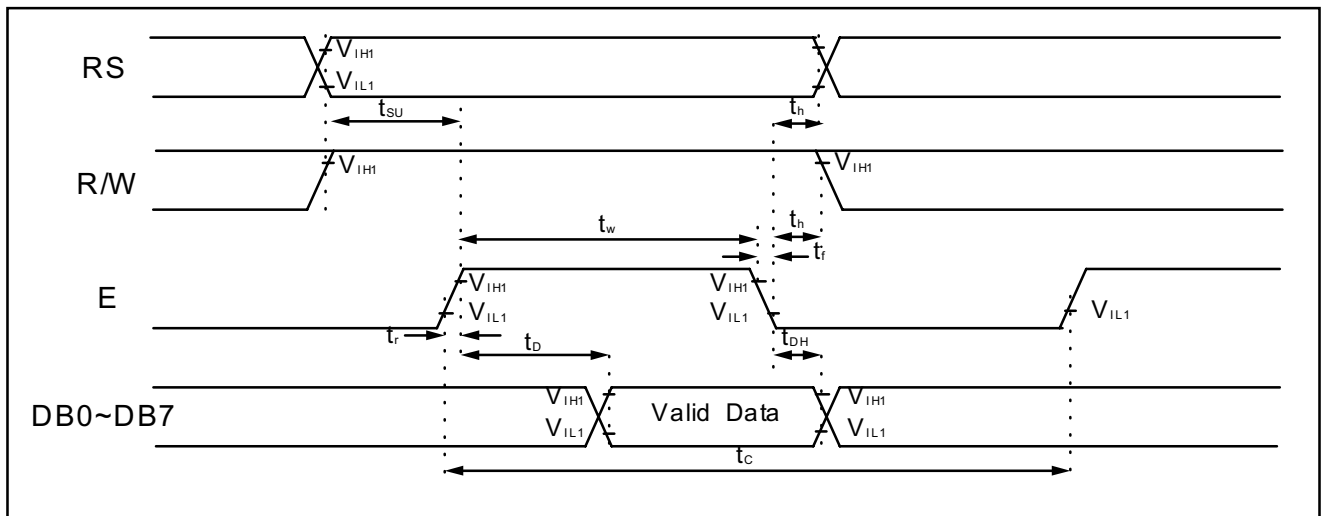 RS
VIH1
VIL1
tSU
th
R/W
VIH1
VIH1
tw
th
tf
E
VIH1
VIL1
VIH1
VIL1
VIL1
tr
tD
tDH
DB0~DB7
VIH1
VIL1
Valid Data
VIH1
VIL1
tC